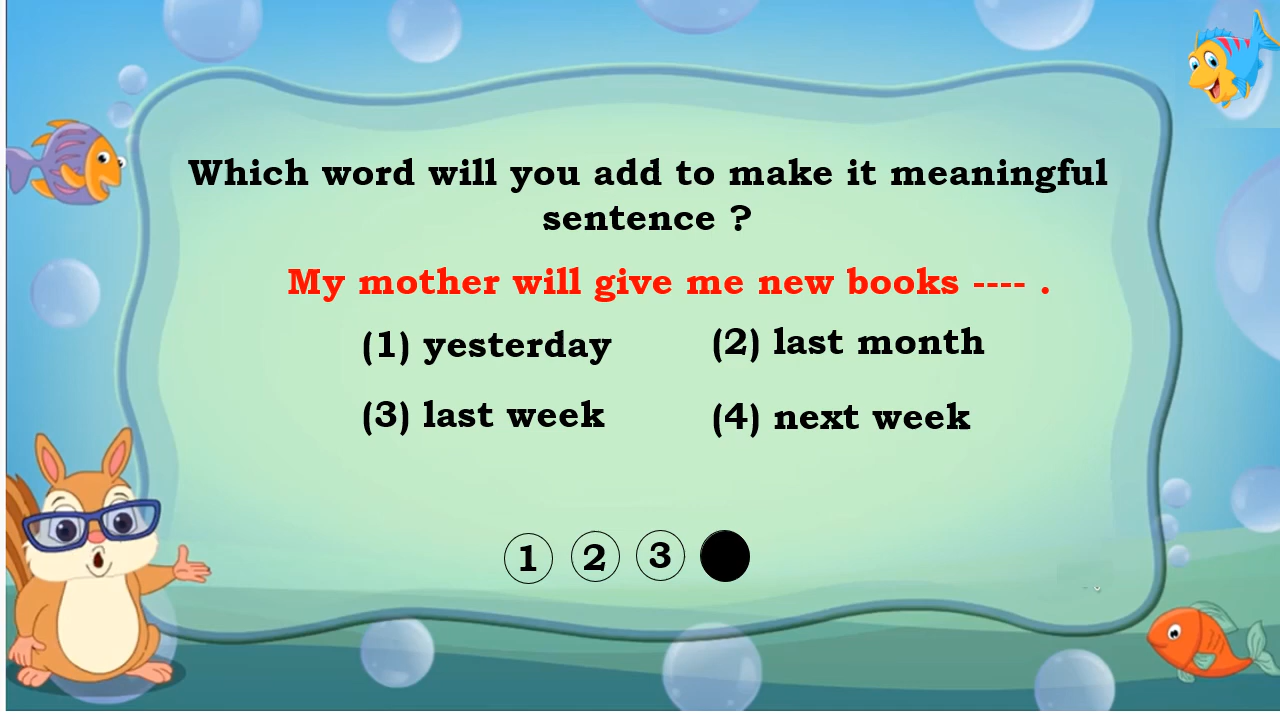 Which word will you add to make it meaningful
sentence ?
My mother will give me new books ---- .
(1) yesterday (2) last month
(3) last week (4) next week
1 2 3